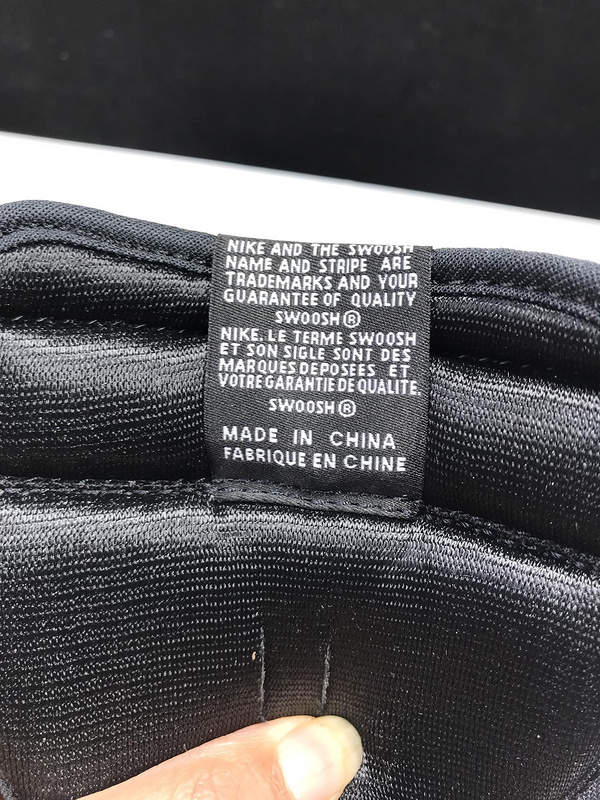 NIKE AND THE SWOOSH
NAME AND STRIPE ARE
TRADEMARKS AND YOUR
GUARANTEE OF QUALITY
SWOOSH®
NIKE, LE TERME SWOOSH
ET SON SIGLE SONT DES
MARQUES DEPOSEES ET
VOTRE GARANTIE DE QUALITE.
SWOOSH®
MADE IN CHINA
FABRIQUE EN CHINE